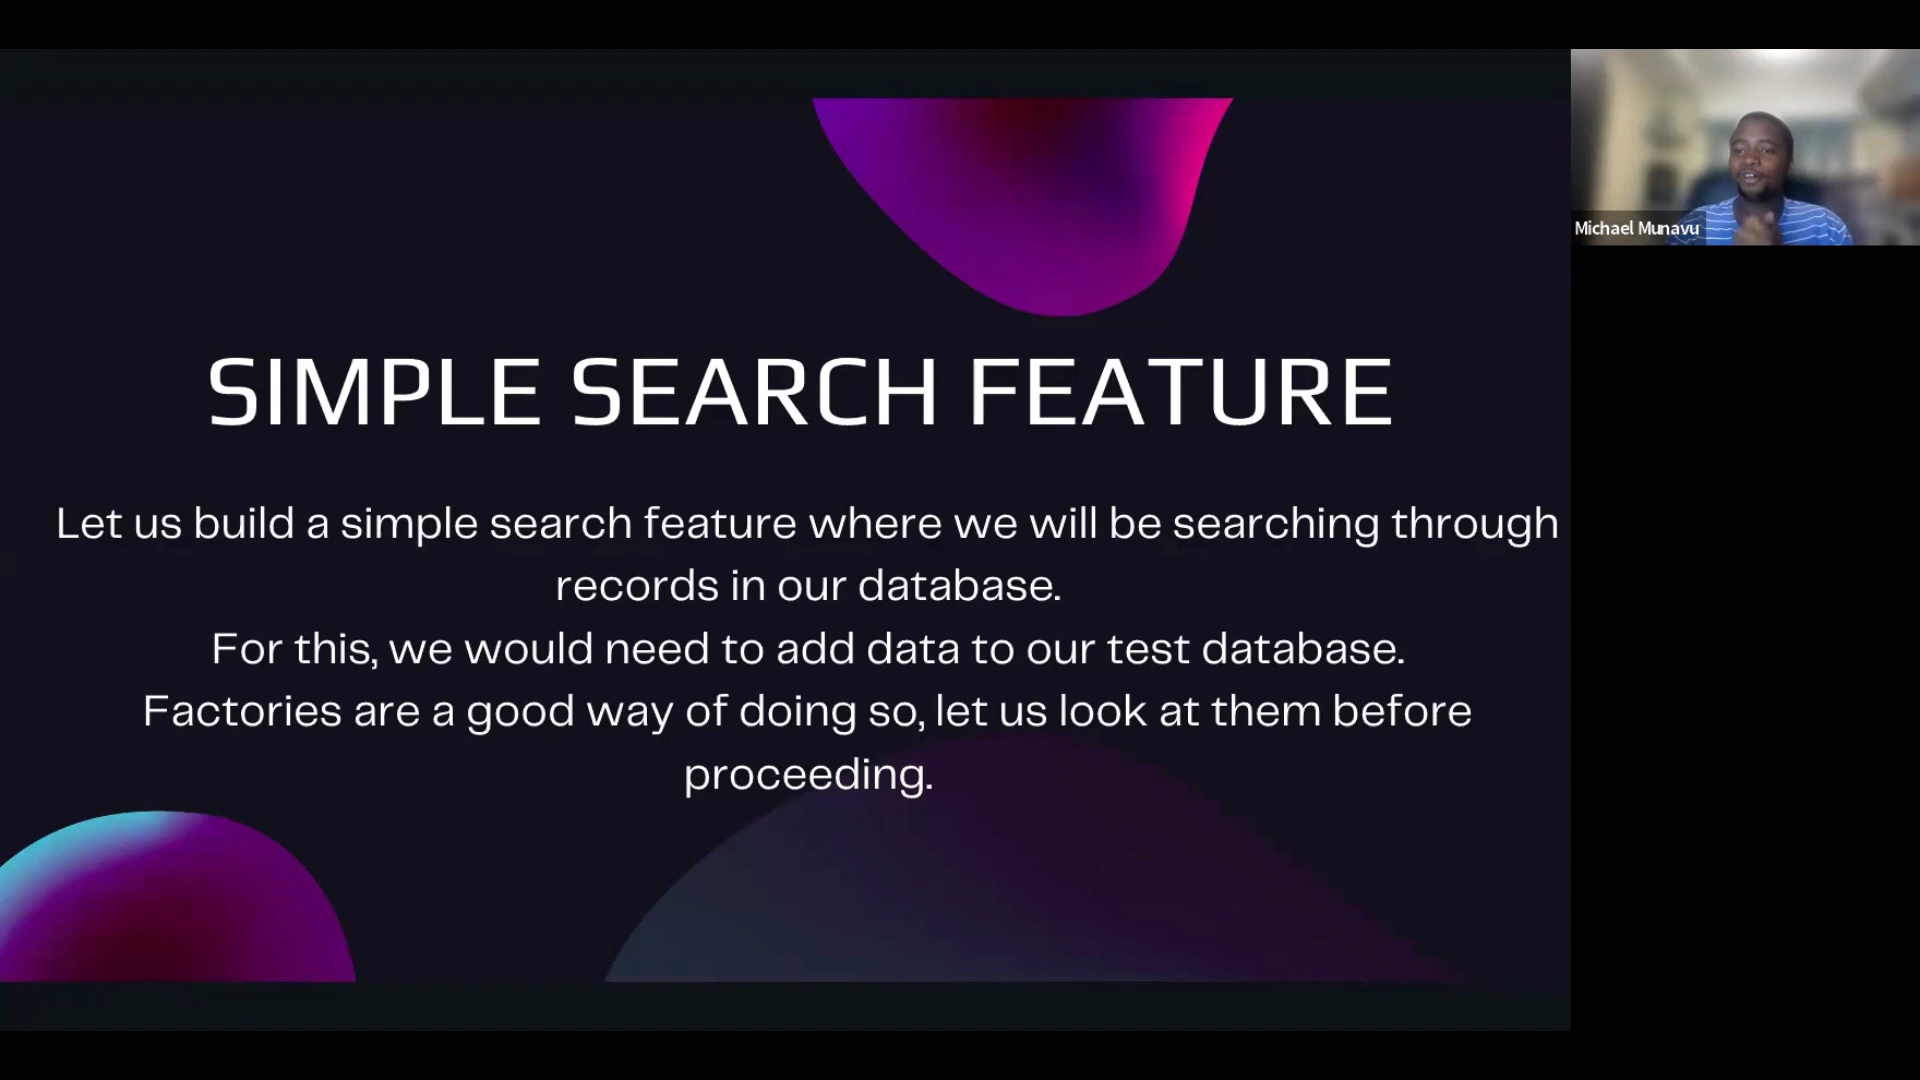 SIMPLE SEARCH FEATURE
Let us build a simple search feature where we will be searching through
records in our database.
For this, we would need to add data to our test database.
Factories are a good way of doing so, let us look at them before
proceeding.
Michael Munavu